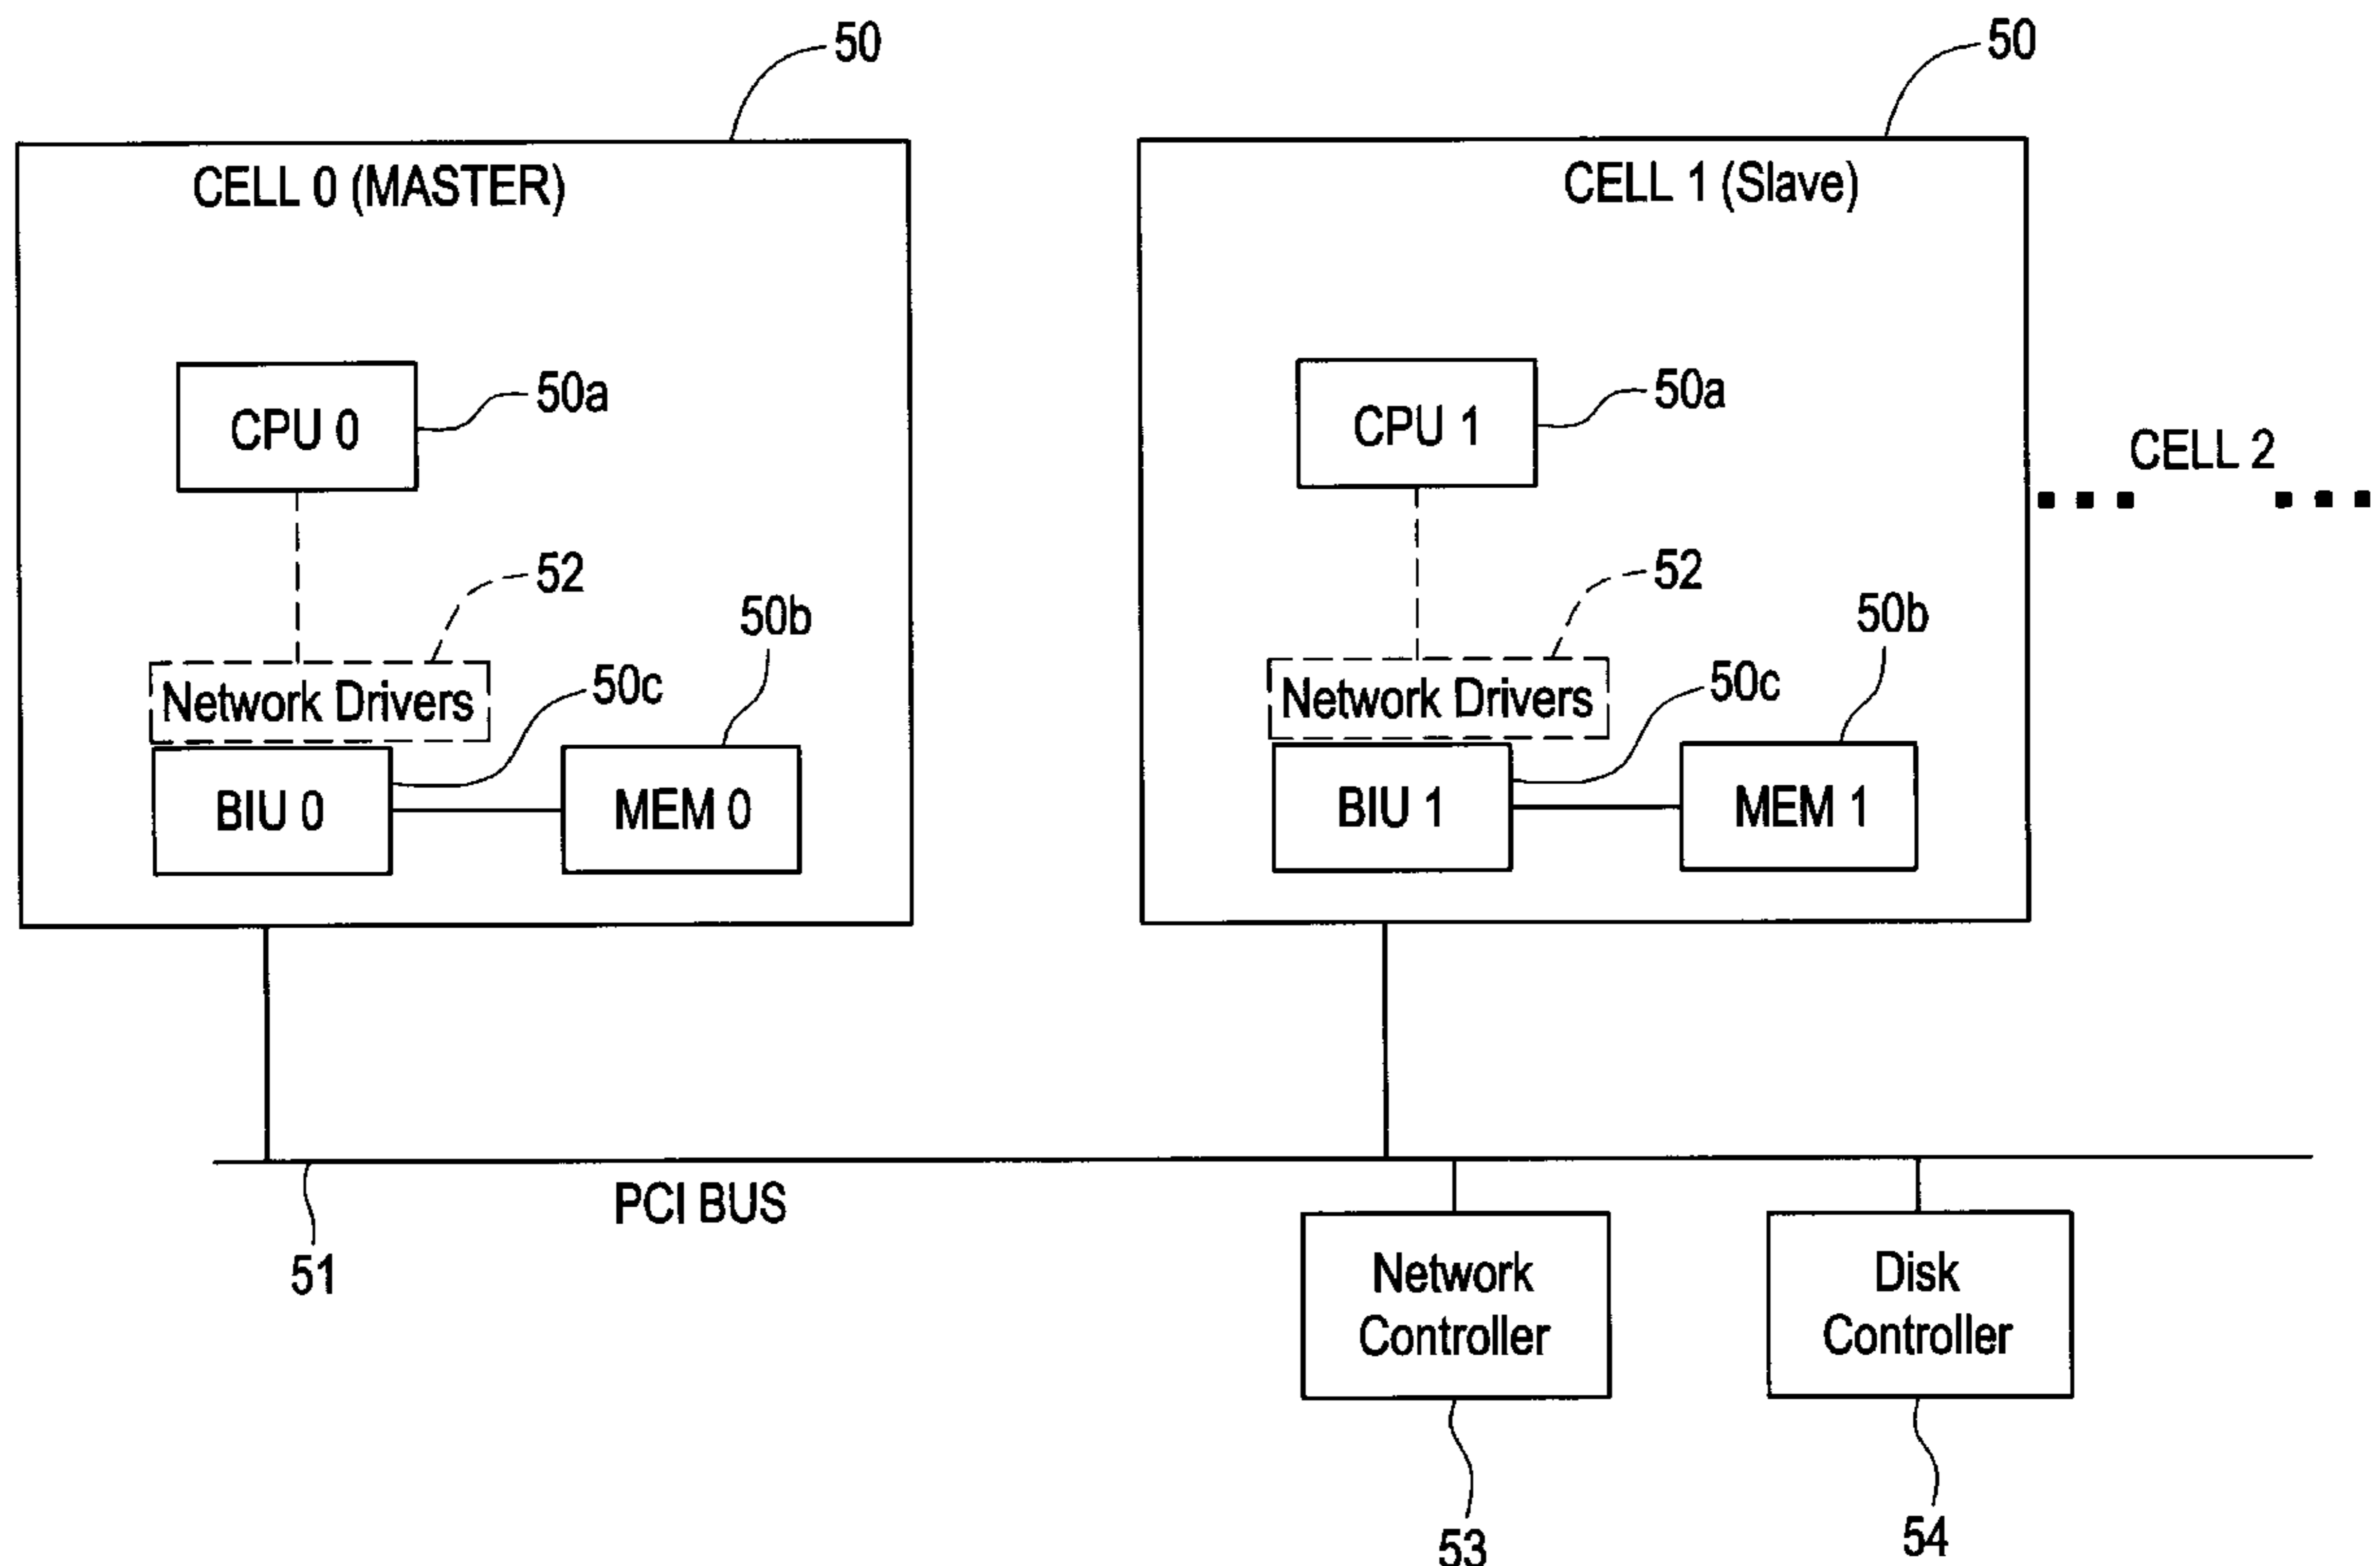 50
50
CELL 0 (MASTER)
CELL 1 (Slave)
CPU 0
50a
CPU 1
50a
CELL 2
52
52
50b
50b
Network Drivers
50c
Network Drivers
50c
BIU 0
MEM 0
BIU 1
MEM 1
PCI BUS
51
Network
Controller
Disk
Controller
53
54